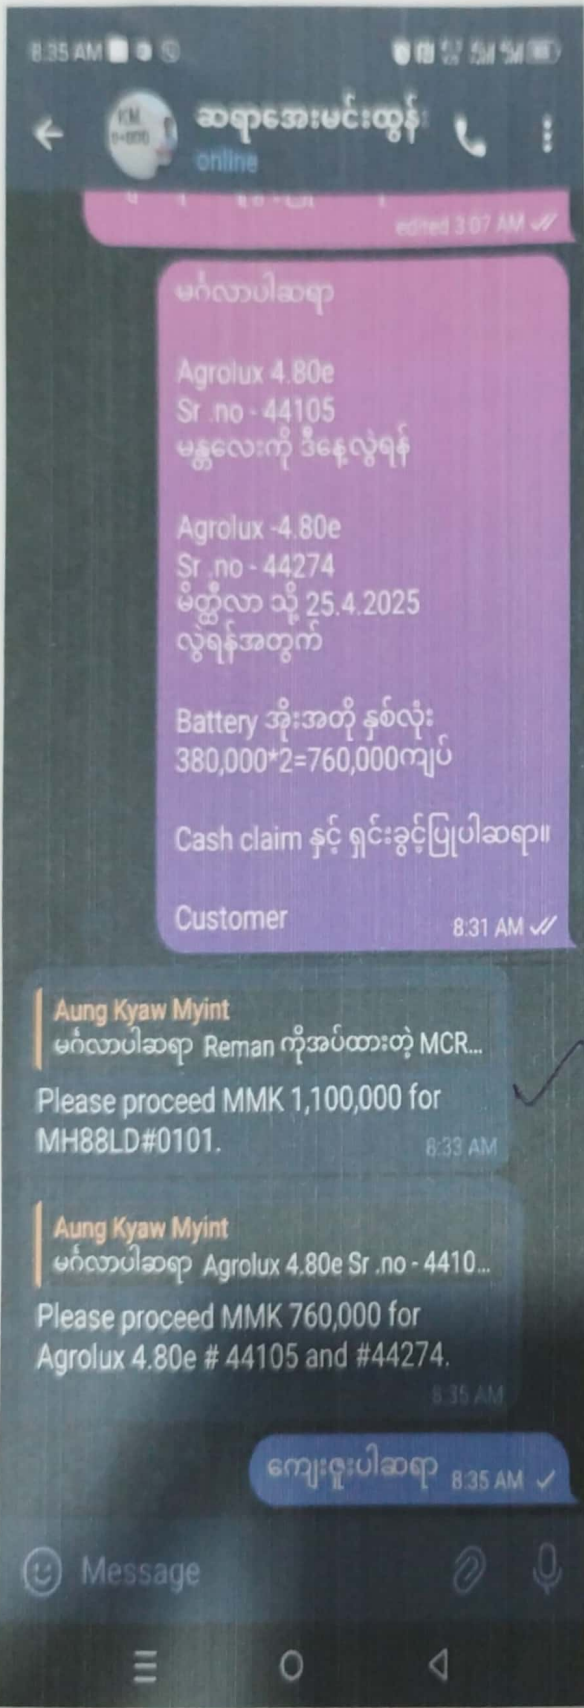 8:35 AM
ဆရာအေးမင်းထွန်း
online
edited 3:07 AM
မင်္ဂလာပါဆရာ
Agrolux 4.80e
Sr .no - 44105
မန္တလေးကို ဒီနေ့လွဲရန်
Agrolux -4.80e
Sr .no - 44274
မိတ္ထီလာ သို့ 25.4.2025
လွဲရန်အတွက်
Battery အိုးအတို နှစ်လုံး
380,000*2=760,000ကျပ်
Cash claim နှင့် ရှင်းခွင့်ပြုပါဆရာ။
Customer
8:31 AM
Aung Kyaw Myint
မင်္ဂလာပါဆရာ Reman ကိုအပ်ထားတဲ့ MCR...
Please proceed MMK 1,100,000 for
MH88LD#0101.
8:33 AM
Aung Kyaw Myint
မင်္ဂလာပါဆရာ Agrolux 4.80e Sr .no - 4410...
Please proceed MMK 760,000 for
Agrolux 4.80e # 44105 and #44274.
8:35 AM
ကျေးဇူးပါဆရာ 8:35 AM
Message